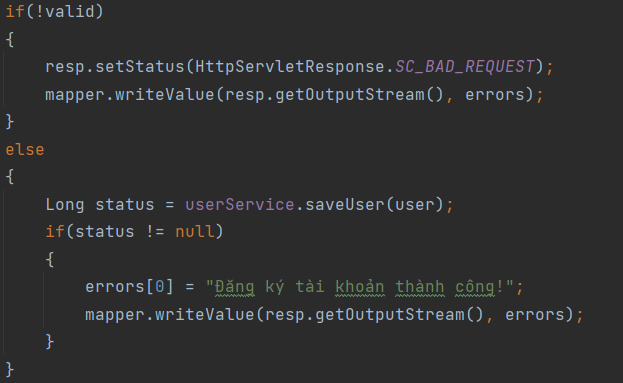 if(!valid)
{
resp.setStatus(HttpServletResponse.SC_BAD_REQUEST);
mapper.writeValue(resp.getOutputStream(), errors);
}
else
{
Long status = userService.saveUser(user);
if(status != null)
{
errors[0] = "Đăng ký tài khoản thành công!";
mapper.writeValue(resp.getOutputStream(), errors);
}
}